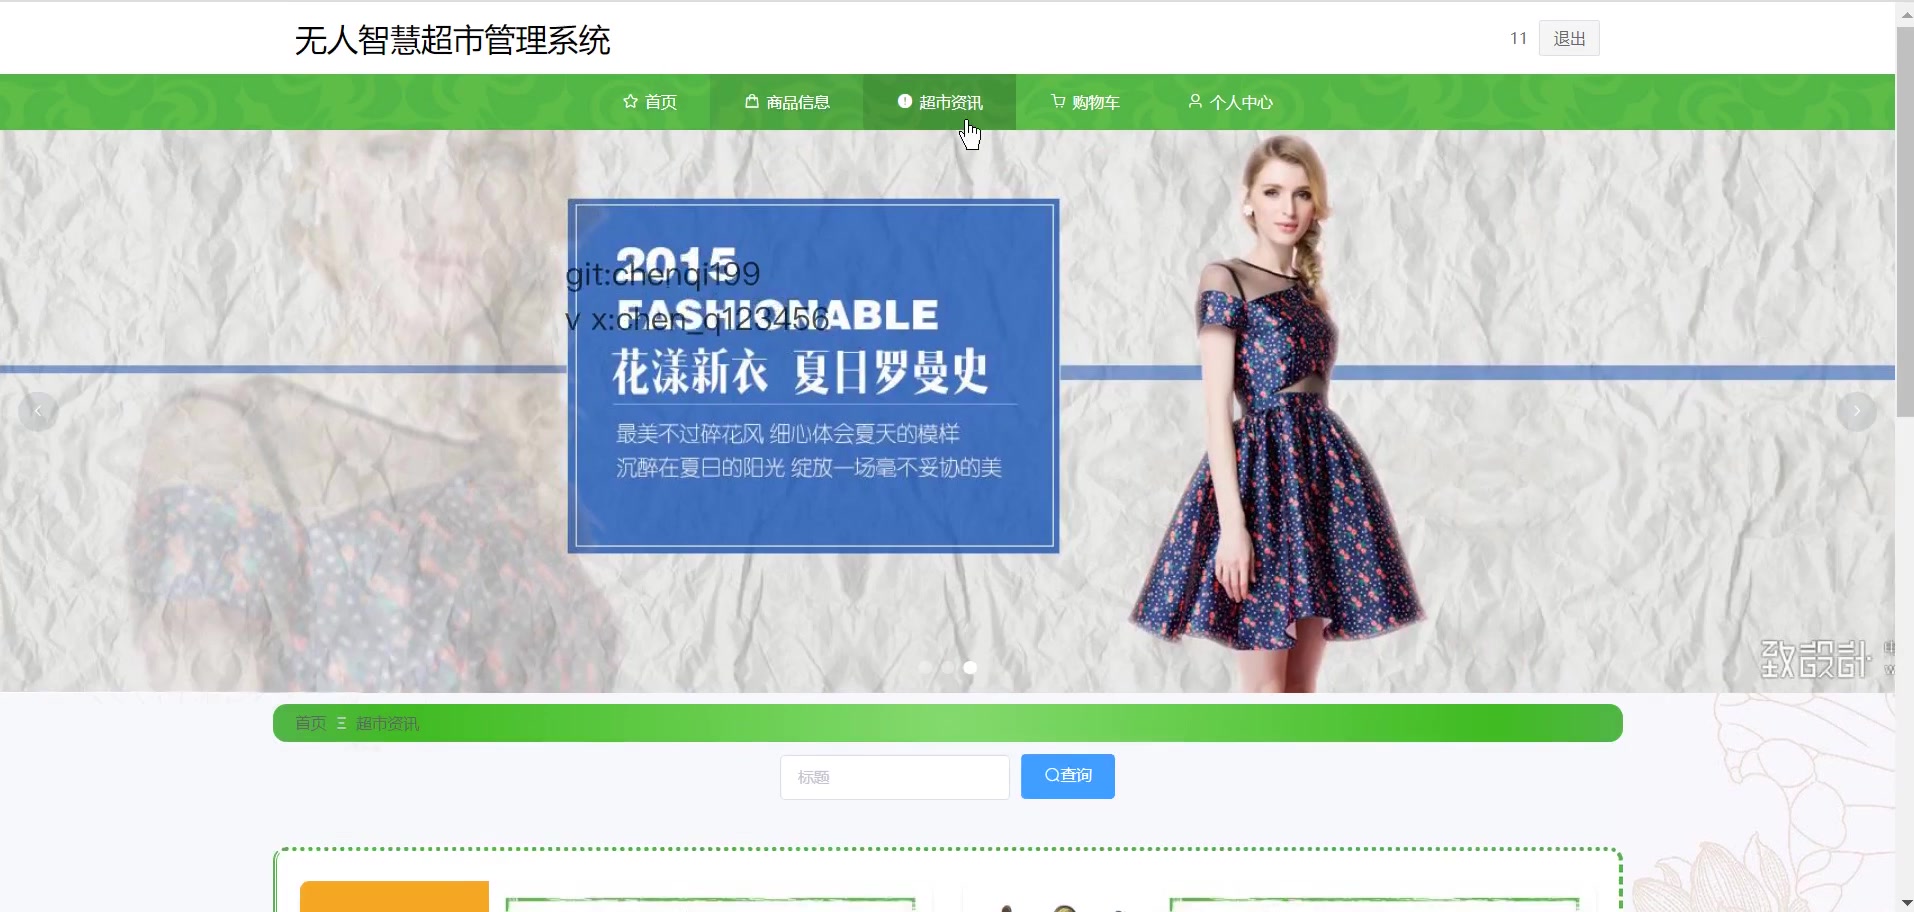 无人智慧超市管理系统
11 退出
首页 商品信息 超市资讯 购物车 个人中心
2015
git:chenqi199
FASHIONABLE
v x:chen_q123456
花漾新衣 夏日罗曼史
最美不过碎花风 细心体会夏天的模样
沉醉在夏日的阳光 绽放一场毫不妥协的美
致設計
首页 Ξ 超市资讯
标题 查询